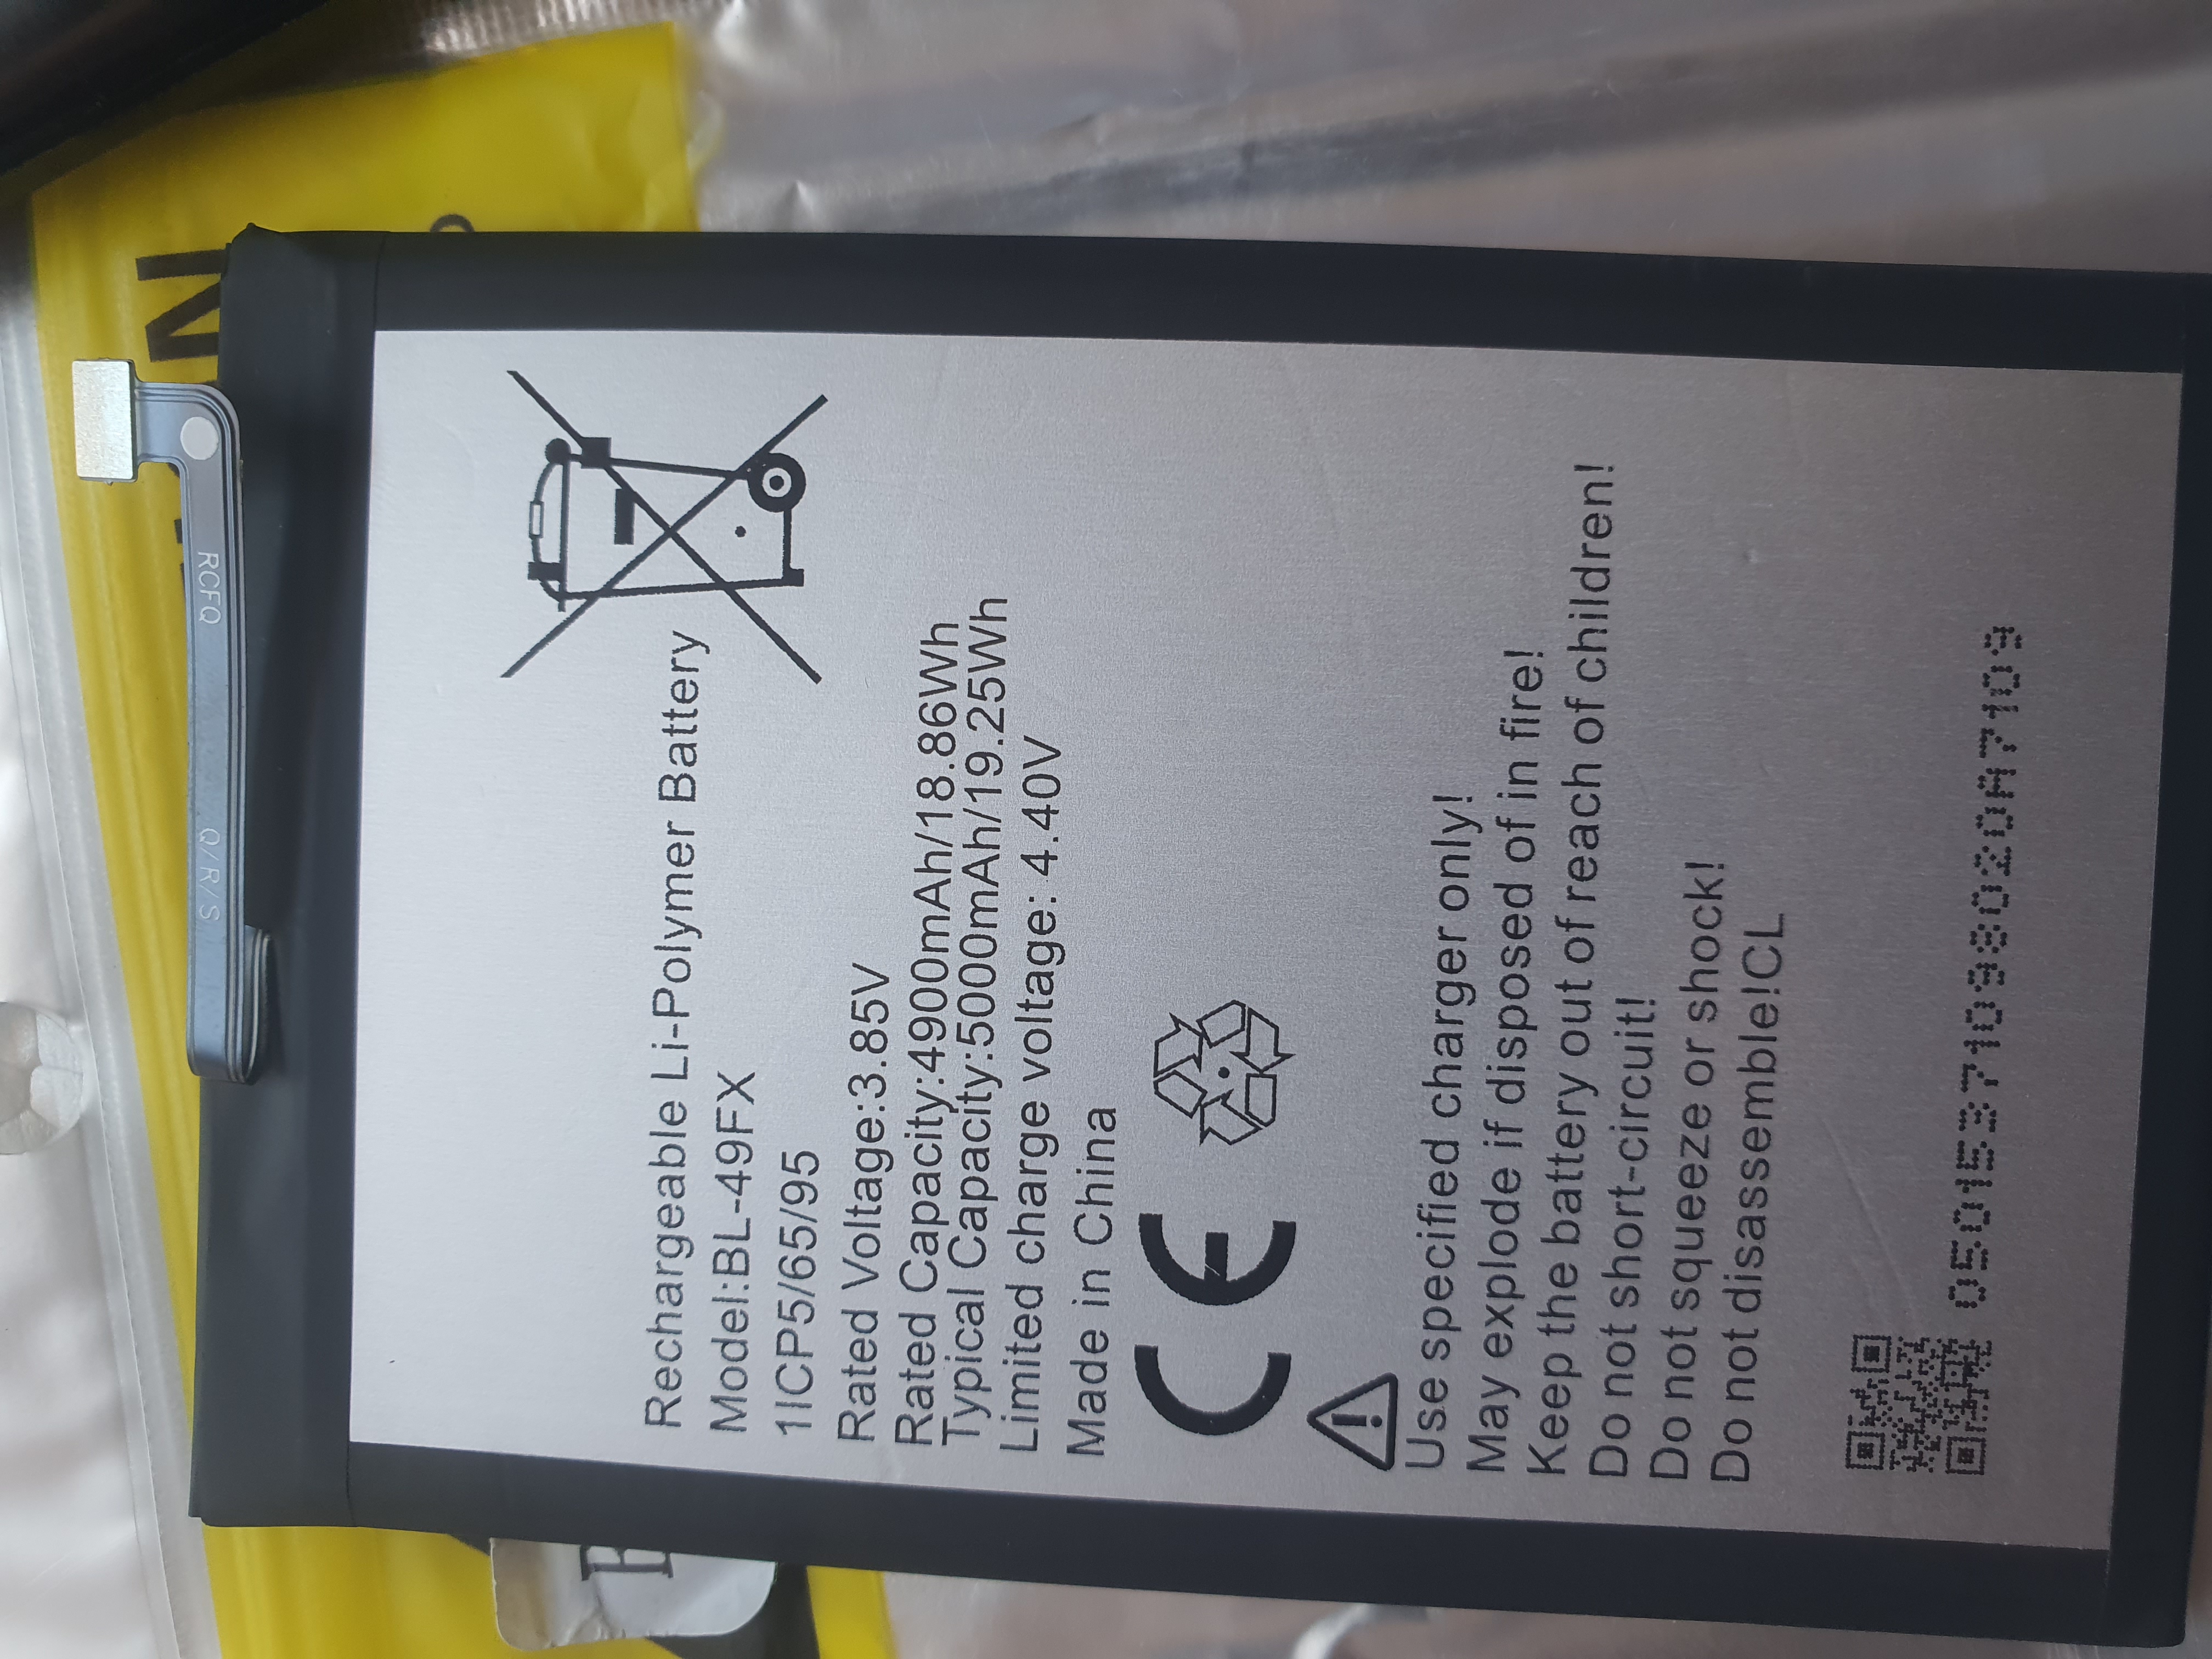 Rechargeable Li-Polymer Battery
Model:BL-49FX
1ICP5/65/95
Rated Voltage:3.85V
Rated Capacity:4900mAh/18.86Wh
Typical Capacity:5000mAh/19.25Wh
Limited charge voltage: 4.40V
Made in China
CE
Use specified charger only!
May explode if disposed of in fire!
Keep the battery out of reach of children!
Do not short-circuit!
Do not squeeze or shock!
Do not disassemble!CL
0501E371098020A7109
RCFQ
Q/R/S
N